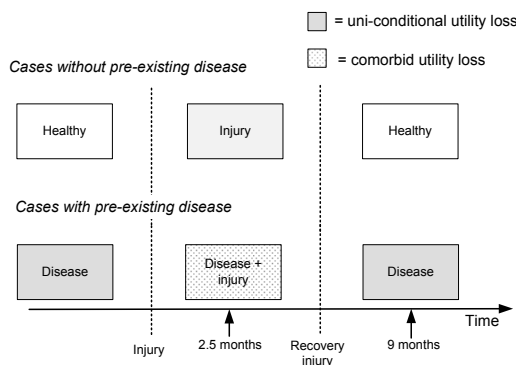 = uni-conditional utility loss
= comorbid utility loss
Cases without pre-existing disease
Healthy
Injury
Healthy
Cases with pre-existing disease
Disease
Disease +
injury
Disease
Time
Injury
2.5 months
Recovery
injury
9 months